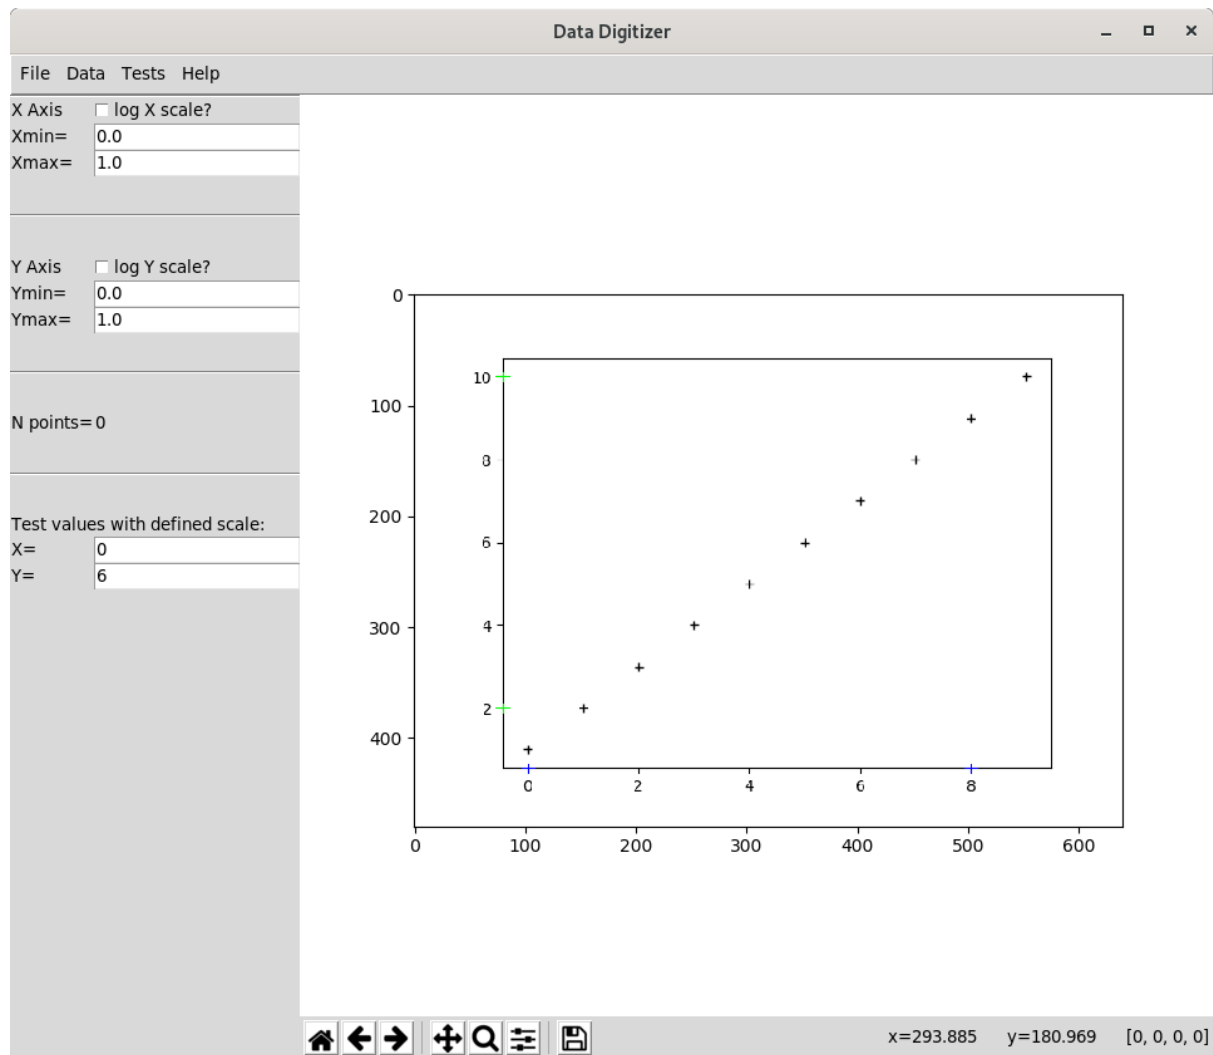 Data Digitizer
File Data Tests Help
X Axis log X scale?
Xmin= 0.0
Xmax= 1.0
Y Axis log Y scale?
Ymin= 0.0
Ymax= 1.0
N points= 0
Test values with defined scale:
X= 0
Y= 6
0
10
100
8
200
6
300
4
2
400
0 2 4 6 8
0 100 200 300 400 500 600
x=293.885 y=180.969 [0, 0, 0, 0]